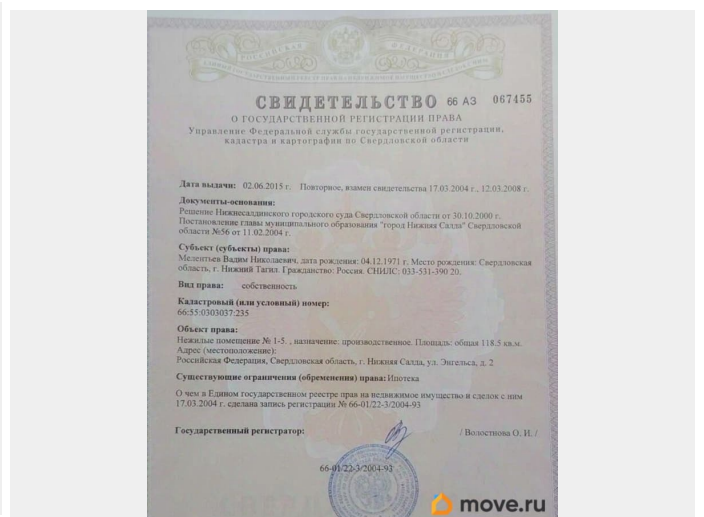 РОССИЙСКАЯ ФЕДЕРАЦИЯ
СВИДЕТЕЛЬСТВО 66 АЗ 067455
О ГОСУДАРСТВЕННОЙ РЕГИСТРАЦИИ ПРАВА
Управление Федеральной службы государственной регистрации,
кадастра и картографии по Свердловской области
Дата выдачи: 02.06.2015 г. Повторное, взамен свидетельства 17.03.2004 г., 12.03.2008 г.
Документы-основания:
Решение Нижнесалдинского городского суда Свердловской области от 30.10.2000 г.
Постановление главы муниципального образования "город Нижняя Салда" Свердловской
области №56 от 11.02.2004 г.
Субъект (субъекты) права:
Мелентьев Вадим Николаевич, дата рождения: 04.12.1971 г. Место рождения: Свердловская
область, г. Нижний Тагил. Гражданство: Россия. СНИЛС: 033-531-390 20.
Вид права: собственность
Кадастровый (или условный) номер:
66:55:0303037:235
Объект права:
Нежилые помещение № 1-5. , назначение: производственное. Площадь: общая 118.5 кв.м.
Адрес (местоположение):
Российская Федерация, Свердловская область, г. Нижняя Салда, ул. Энгельса, д. 2
Существующие ограничения (обременения) права: Ипотека
О чем в Едином государственном реестре прав на недвижимое имущество и сделок с ним
17.03.2004 г. сделана запись регистрации № 66-01/22-3/2004-93
Государственный регистратор: / Волостнова О. И. /
66-01/22-3/2004-93
move.ru